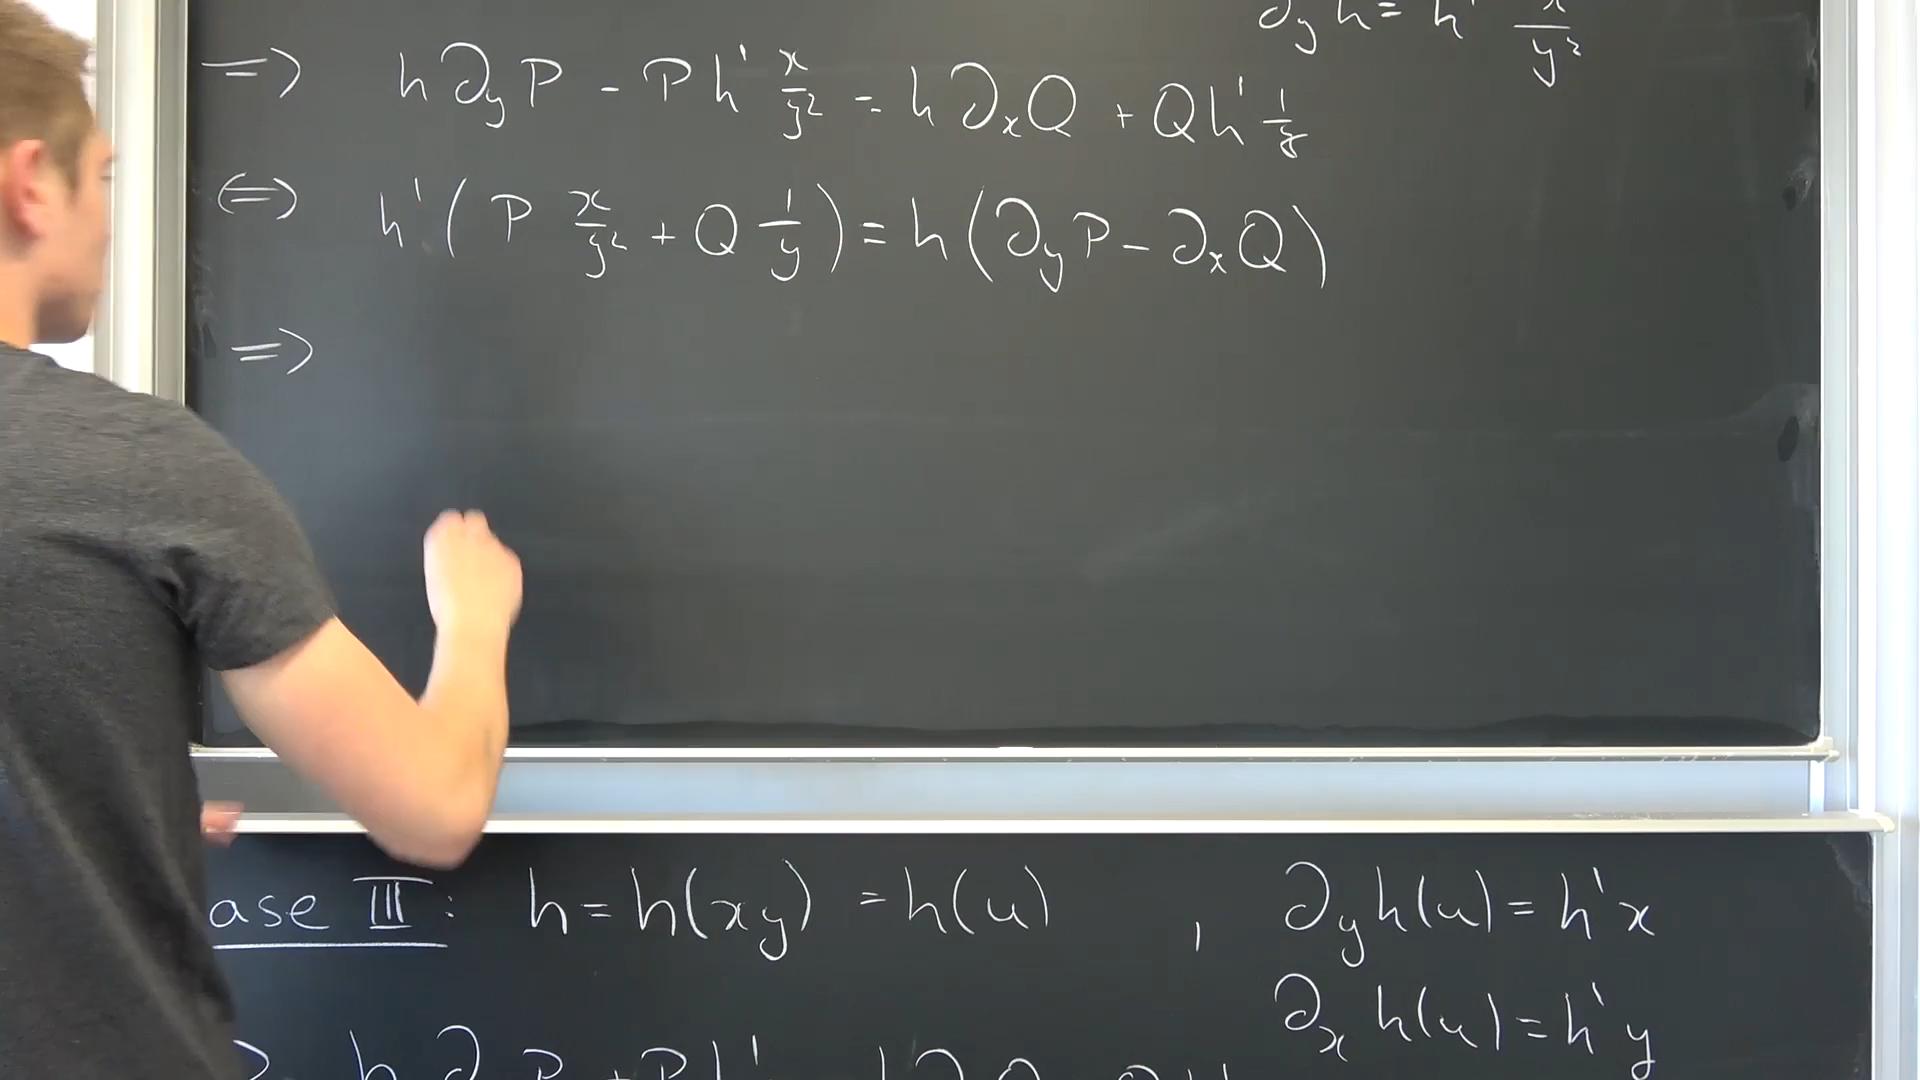 ∂_y h = h' x/y²
=> h ∂_y P - P h' x/y² = h ∂_x Q + Q h' 1/y
<=> h' ( P x/y² + Q 1/y ) = h ( ∂_y P - ∂_x Q )
=>
ase III: h = h(xy) = h(u) , ∂_y h(u) = h' x
∂_x h(u) = h' y
h ∂ P + P h'